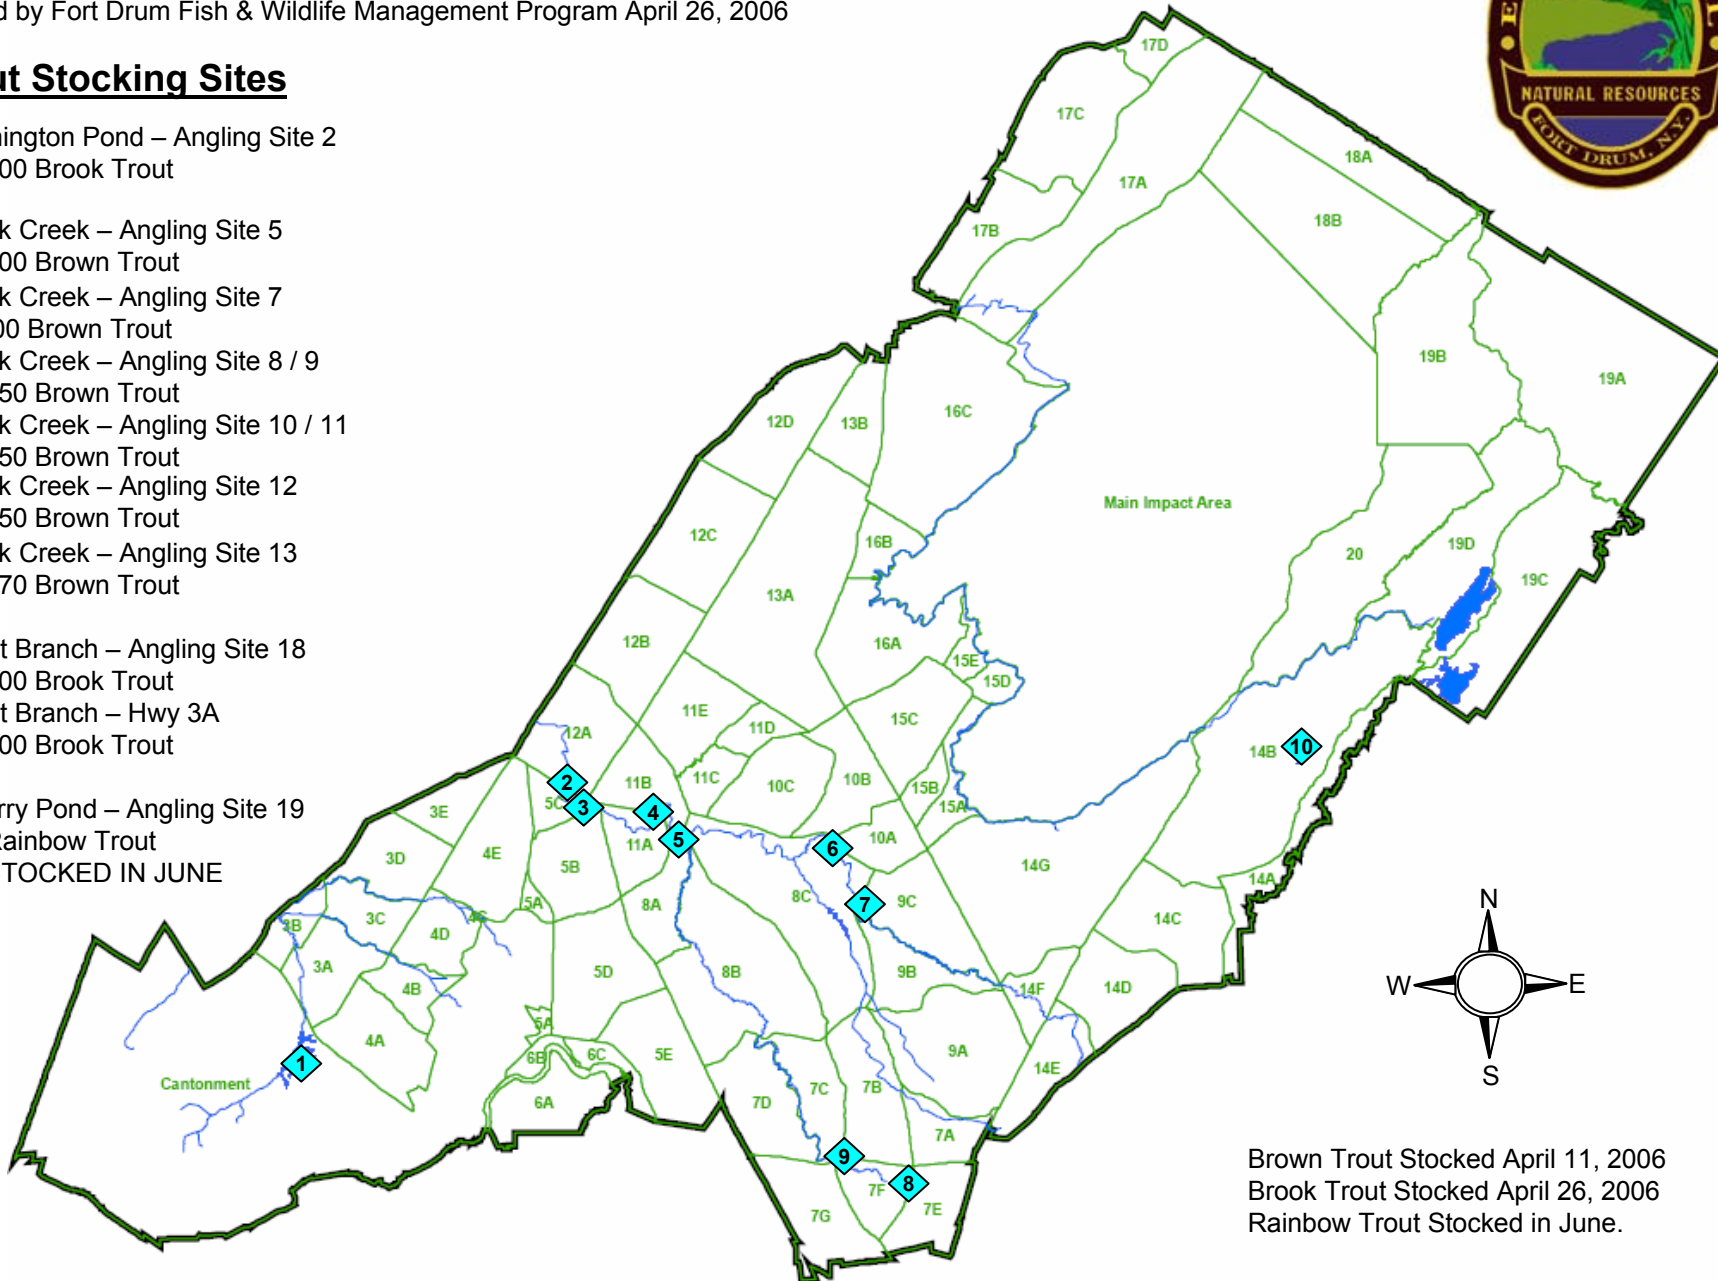 d by Fort Drum Fish & Wildlife Management Program April 26, 2006
ut Stocking Sites
nington Pond – Angling Site 2
00 Brook Trout
k Creek – Angling Site 5
00 Brown Trout
k Creek – Angling Site 7
00 Brown Trout
k Creek – Angling Site 8 / 9
50 Brown Trout
k Creek – Angling Site 10 / 11
50 Brown Trout
k Creek – Angling Site 12
50 Brown Trout
k Creek – Angling Site 13
70 Brown Trout
t Branch – Angling Site 18
00 Brook Trout
t Branch – Hwy 3A
00 Brook Trout
rry Pond – Angling Site 19
Rainbow Trout
TOCKED IN JUNE
NATURAL RESOURCES
FORT DRUM, N.Y.
17D
17C
18A
17A
18B
17B
19B
19A
16C
12D
13B
Main Impact Area
12C
16B
20
19D
19C
13A
12B
16A
15E
15D
11E
15C
11D
12A
14B
10
2
11B
11C
10C
10B
15B
5C
3
4
15A
3E
5
11A
10A
6
3D
4E
5B
14G
14A
8C
7
9C
5A
8A
4C
3C
14C
3B
4D
3A
5D
8B
9B
4B
14F
14D
N
W
E
S
5A
4A
6B
6C
5E
9A
1
14E
Cantonment
7C
7B
6A
7D
7A
9
8
7F
7E
7G
Brown Trout Stocked April 11, 2006
Brook Trout Stocked April 26, 2006
Rainbow Trout Stocked in June.